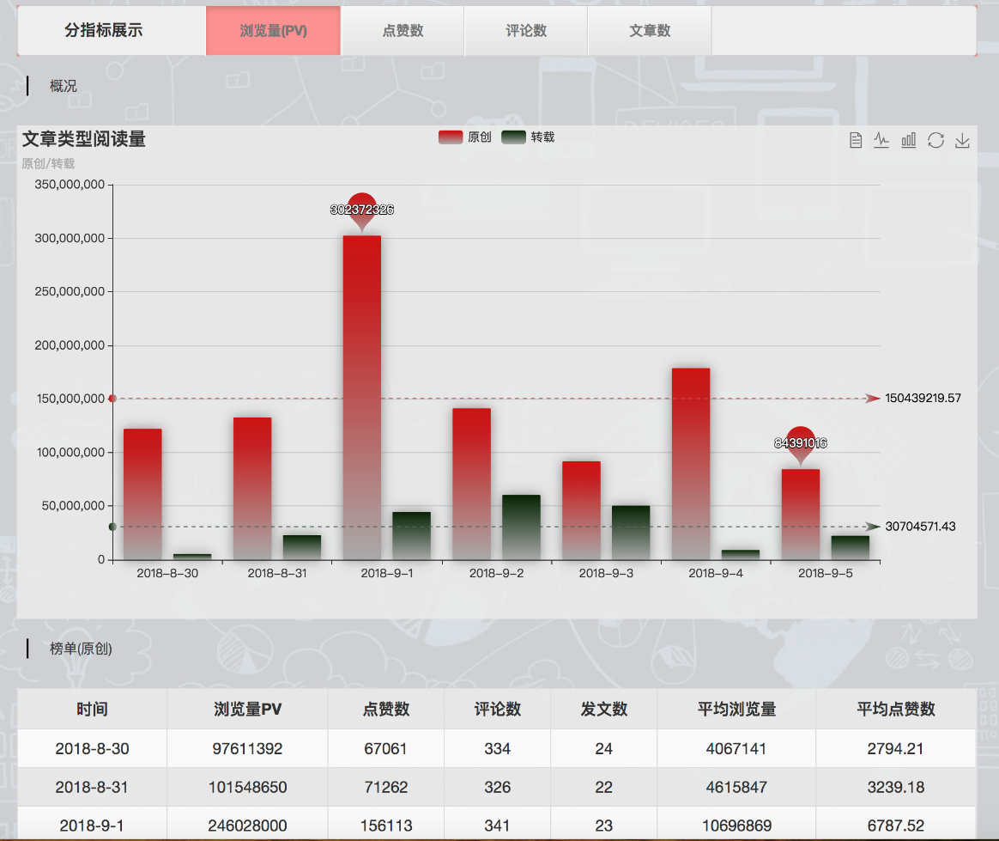 分指标展示 浏览量(PV) 点赞数 评论数 文章数
概况
文章类型阅读量 原创 转载
原创/转载
350,000,000
302372326
300,000,000
250,000,000
200,000,000
150,000,000 150439219.57
84391016
100,000,000
50,000,000
30704571.43
0
2018-8-30 2018-8-31 2018-9-1 2018-9-2 2018-9-3 2018-9-4 2018-9-5
榜单(原创)
时间 浏览量PV 点赞数 评论数 发文数 平均浏览量 平均点赞数
2018-8-30 97611392 67061 334 24 4067141 2794.21
2018-8-31 101548650 71262 326 22 4615847 3239.18
2018-9-1 246028000 156113 341 23 10696869 6787.52